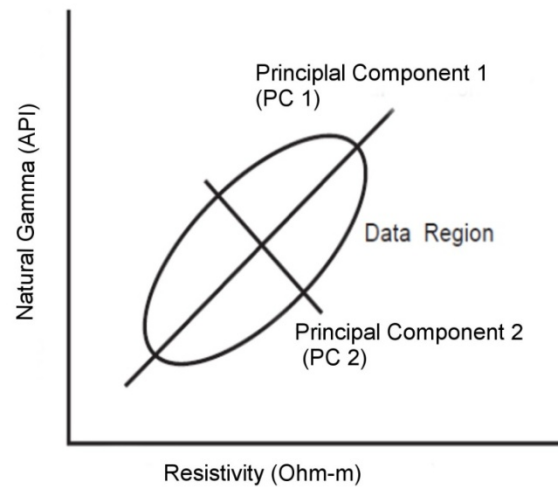 Principlal Component 1
(PC 1)
Natural Gamma (API)
Data Region
Principal Component 2
(PC 2)
Resistivity (Ohm-m)